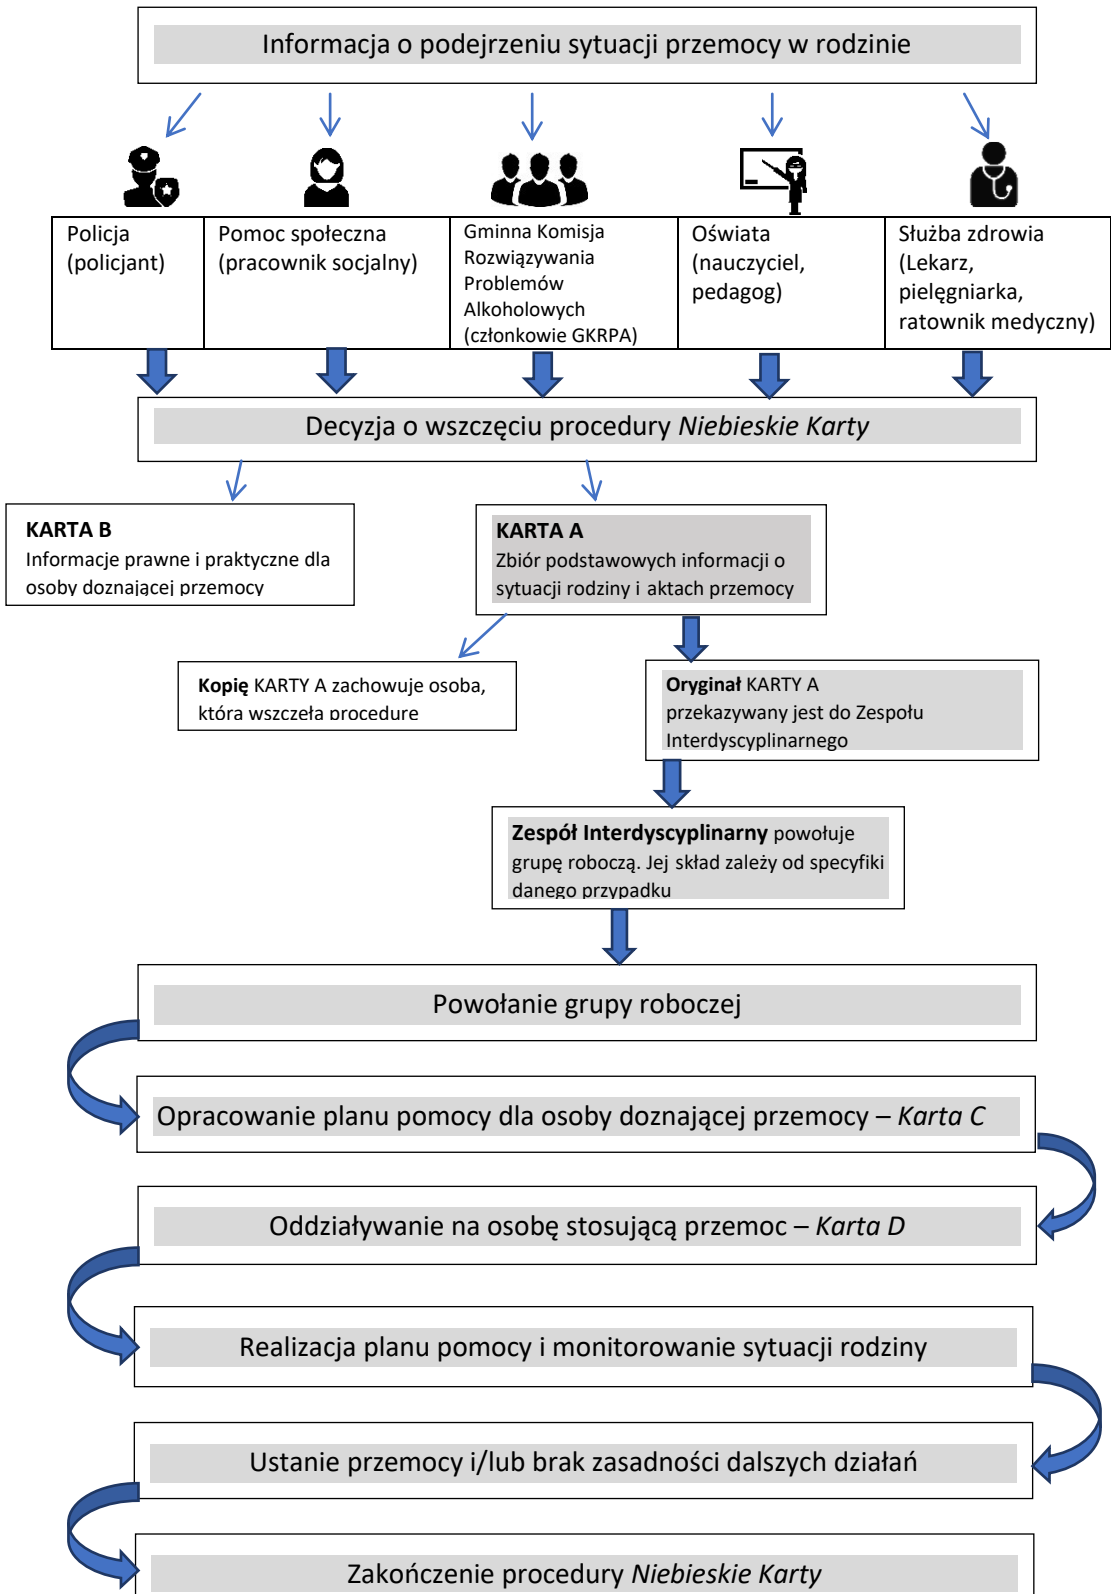 Informacja o podejrzeniu sytuacji przemocy w rodzinie
Policja
(policjant)
Pomoc społeczna
(pracownik socjalny)
Gminna Komisja
Rozwiązywania
Problemów
Alkoholowych
(członkowie GKRPA)
Oświata
(nauczyciel,
pedagog)
Służba zdrowia
(Lekarz,
pielęgniarka,
ratownik medyczny)
Decyzja o wszczęciu procedury Niebieskie Karty
KARTA B
Informacje prawne i praktyczne dla
osoby doznającej przemocy
KARTA A
Zbiór podstawowych informacji o
sytuacji rodziny i aktach przemocy
Kopię KARTY A zachowuje osoba,
która wszczęła procedurę
Oryginał KARTY A
przekazywany jest do Zespołu
Interdyscyplinarnego
Zespół Interdyscyplinarny powołuje
grupę roboczą. Jej skład zależy od specyfiki
danego przypadku
Powołanie grupy roboczej
Opracowanie planu pomocy dla osoby doznającej przemocy – Karta C
Oddziaływanie na osobę stosującą przemoc – Karta D
Realizacja planu pomocy i monitorowanie sytuacji rodziny
Ustanie przemocy i/lub brak zasadności dalszych działań
Zakończenie procedury Niebieskie Karty